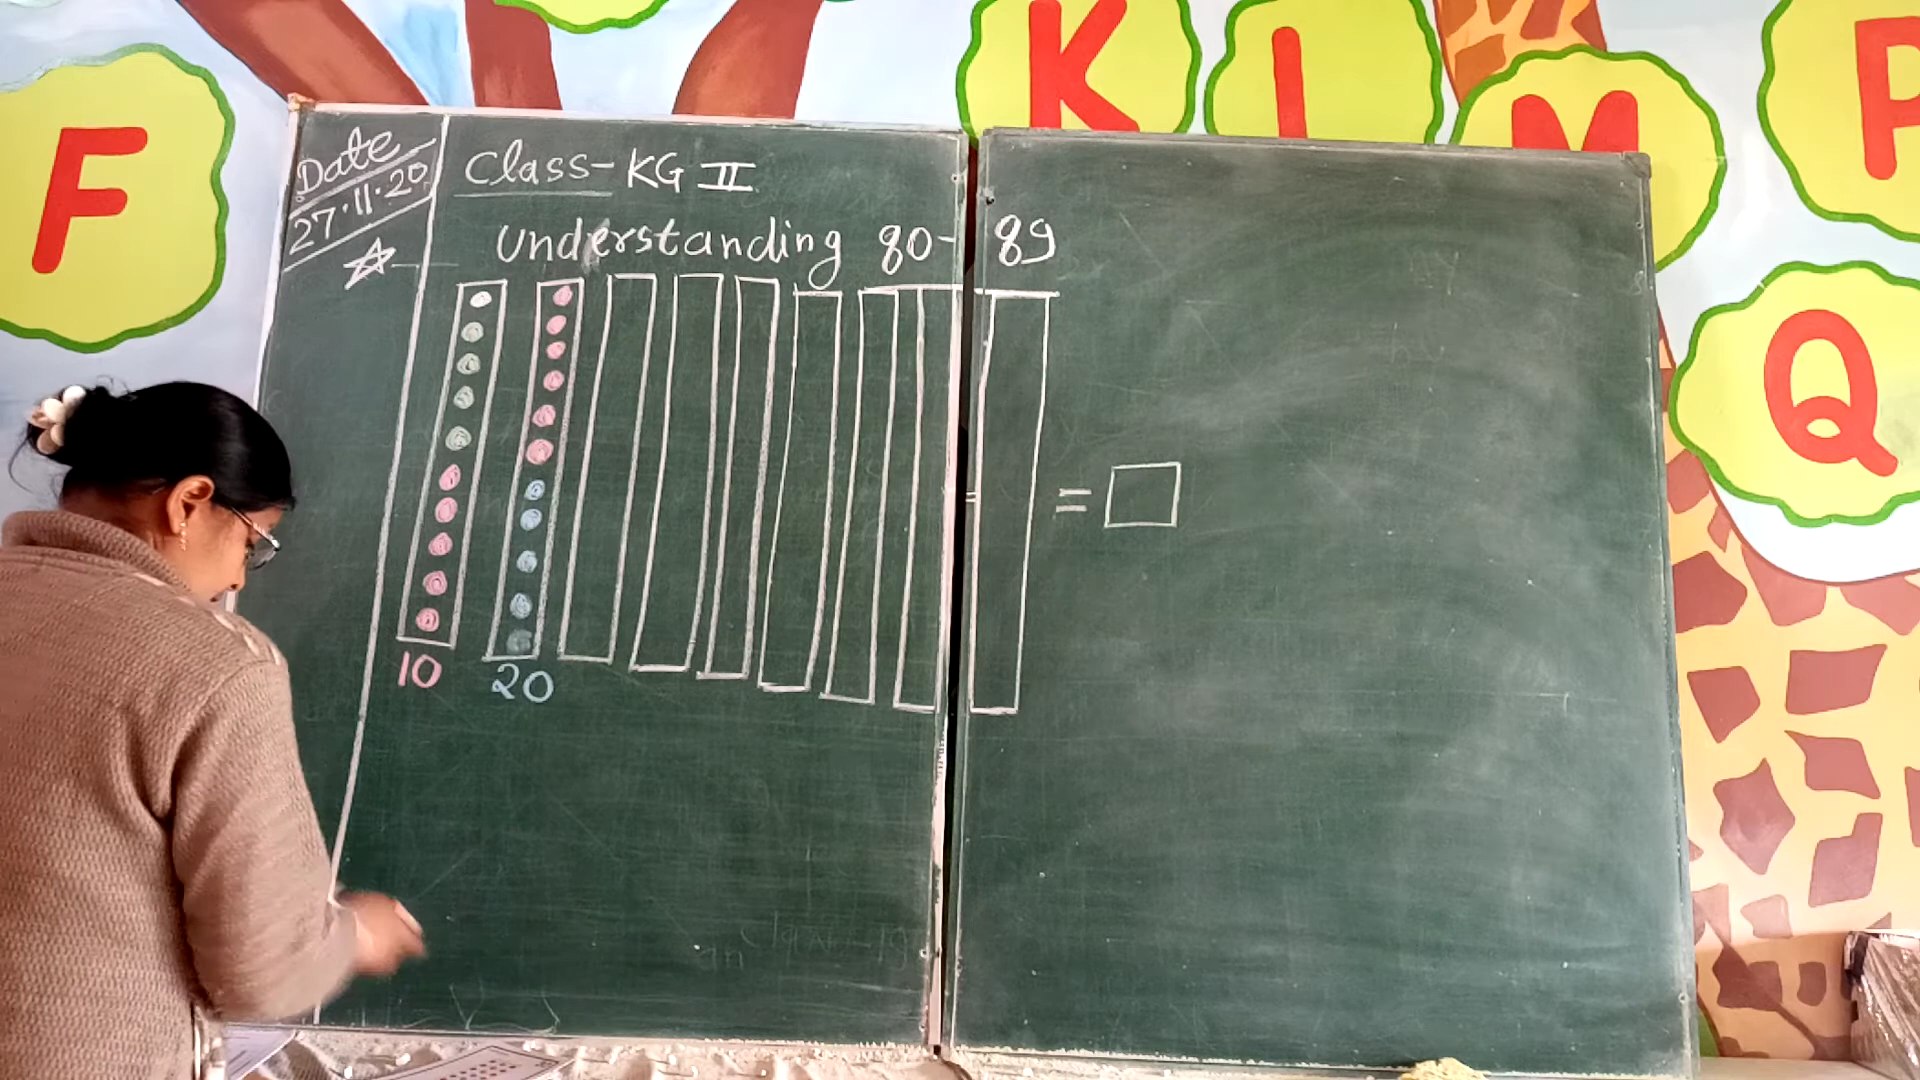 F
K
L
M
P
Q
Date
27.11.20
Class- KG II
Understanding 80- 89
= =
10
20